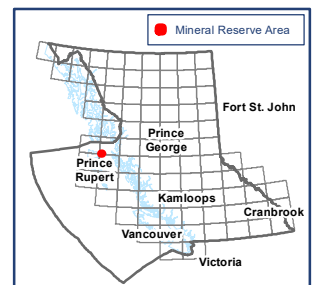 Mineral Reserve Area
Fort St. John
Prince
George
Prince
Rupert
Kamloops
Cranbrook
Vancouver
Victoria